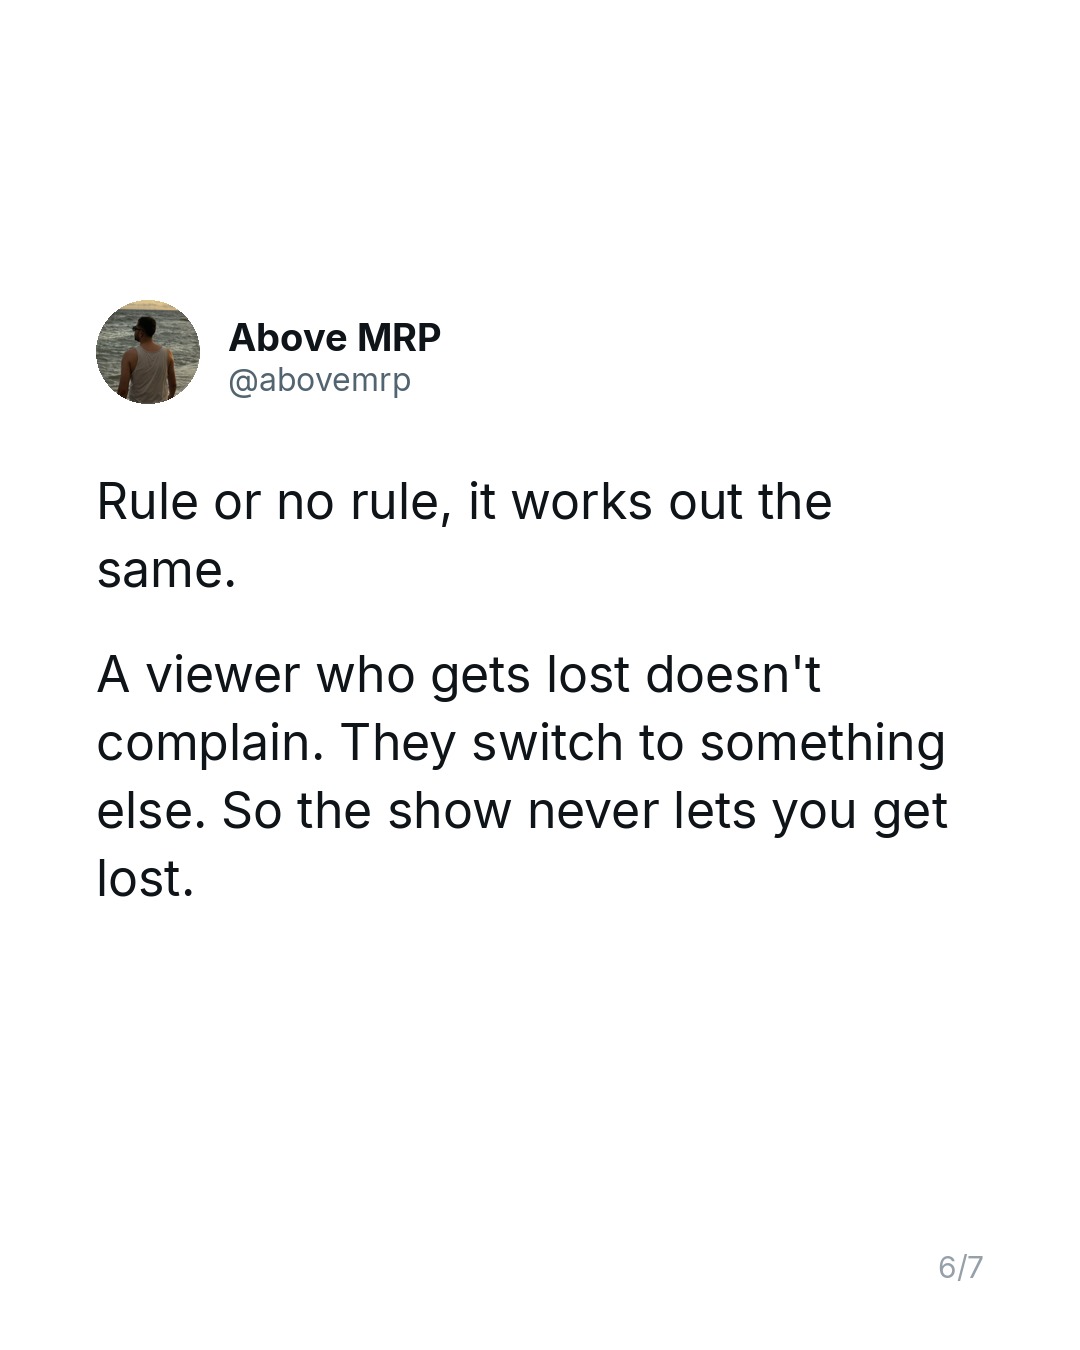 Above MRP
@abovemrp
Rule or no rule, it works out the
same.
A viewer who gets lost doesn't
complain. They switch to something
else. So the show never lets you get
lost.
6/7